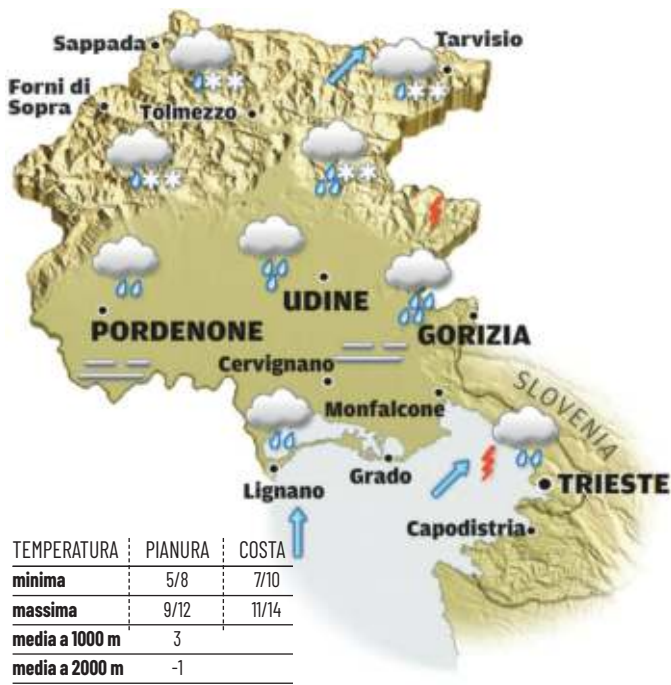 Sappada
Tarvisio
Forni di
Sopra
Tolmezzo
UDINE
PORDENONE
GORIZIA
Cervignano
SLOVENIA
Monfalcone
Grado
TRIESTE
Lignano
Capodistria
TEMPERATURA PIANURA COSTA
minima 5/8 7/10
massima 9/12 11/14
media a 1000 m 3
media a 2000 m -1